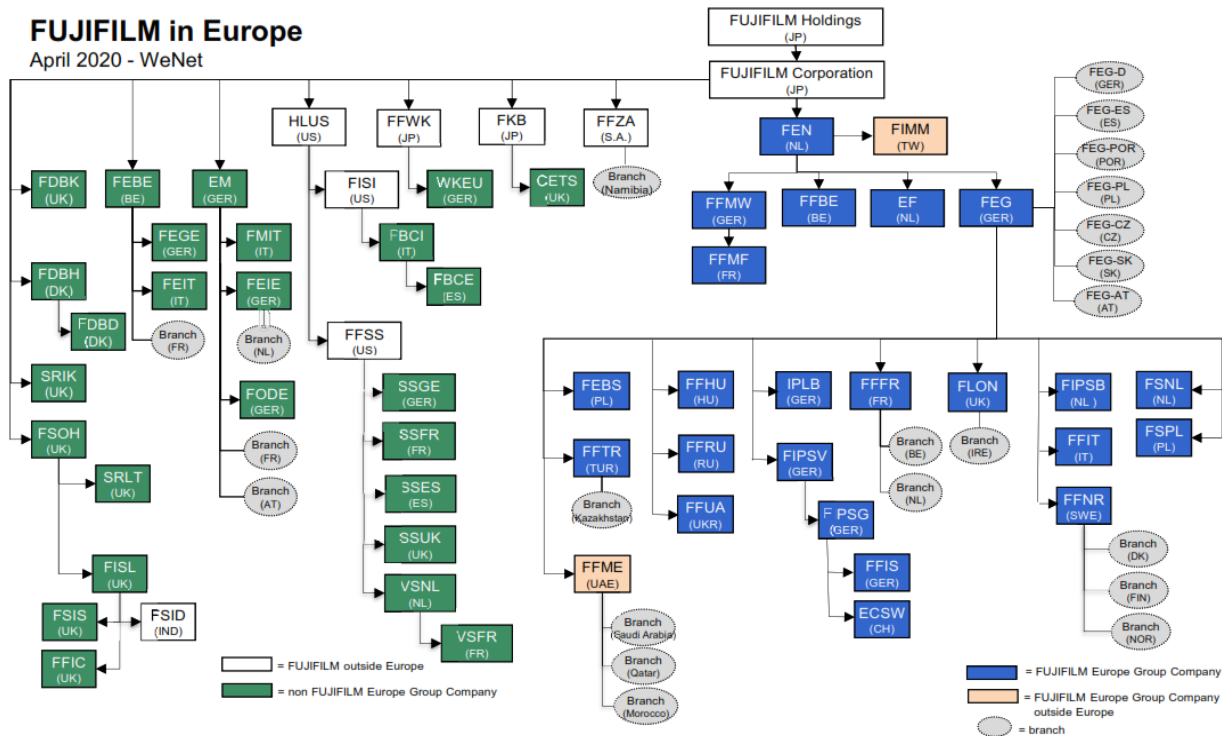 FUJIFILM in Europe
April 2020 - WeNet
FUJIFILM Holdings
(JP)
FUJIFILM Corporation
(JP)
HLUS
(US)
FFWK
(JP)
FKB
(JP)
FFZA
(S.A.)
FEN
(NL)
FIMM
(TW)
FEG-D
(GER)
FEG-ES
(ES)
FEG-POR
(POR)
FEG-PL
(PL)
FEG-CZ
(CZ)
FEG-SK
(SK)
FEG-AT
(AT)
FDBK
(UK)
FEBE
(BE)
EM
(GER)
FISI
(US)
WKEU
(GER)
CETS
(UK)
Branch
(Namibia)
FFMW
(GER)
FFBE
(BE)
EF
(NL)
FEG
(GER)
FFMF
(FR)
FEGE
(GER)
FMIT
(IT)
FBCI
(IT)
FDBH
(DK)
FEIT
(IT)
FEIE
(GER)
FBCE
(ES)
FDBD
(DK)
Branch
(FR)
Branch
(NL)
FFSS
(US)
SRIK
(UK)
FODE
(GER)
SSGE
(GER)
FSOH
(UK)
Branch
(FR)
SSFR
(FR)
SRLT
(UK)
Branch
(AT)
SSES
(ES)
SSUK
(UK)
FISL
(UK)
VSNL
(NL)
FSIS
(UK)
FSID
(IND)
VSFR
(FR)
FFIC
(UK)
FEBS
(PL)
FFHU
(HU)
IPLB
(GER)
FFFR
(FR)
FLON
(UK)
FIPSB
(NL )
FSNL
(NL)
FFTR
(TUR)
FFRU
(RU)
FIPSV
(GER)
Branch
(BE)
Branch
(IRE)
FFIT
(IT)
FSPL
(PL)
Branch
(Kazakhstan)
FFUA
(UKR)
F PSG
(GER)
Branch
(NL)
FFNR
(SWE)
FFME
(UAE)
FFIS
(GER)
Branch
(DK)
Branch
(Saudi Arabia)
ECSW
(CH)
Branch
(FIN)
Branch
(Qatar)
Branch
(NOR)
Branch
(Morocco)
= FUJIFILM outside Europe
= non FUJIFILM Europe Group Company
= FUJIFILM Europe Group Company
= FUJIFILM Europe Group Company
outside Europe
= branch